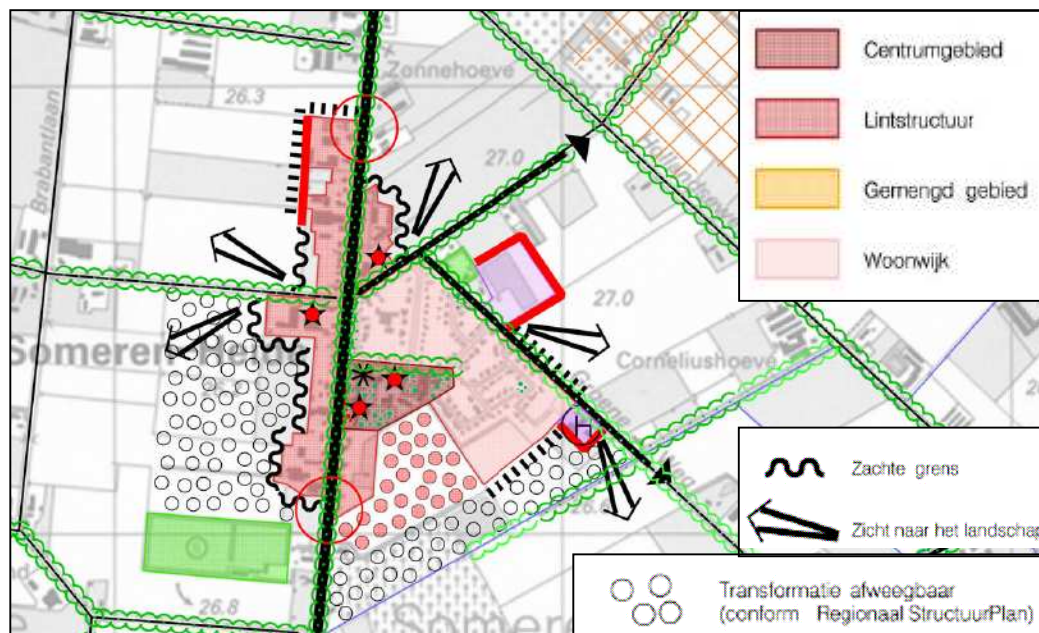 Centrumgebied
Lintstructuur
Gemengd gebied
Woonwijk
Zachte grens
Zicht naar het landschap
Transformatie afweegbaar
(conform Regionaal StructuurPlan)
Zonnehoeve
26.3
Brabantlaan
27.0
27.0
Corneliushoeve
Someren
26.8